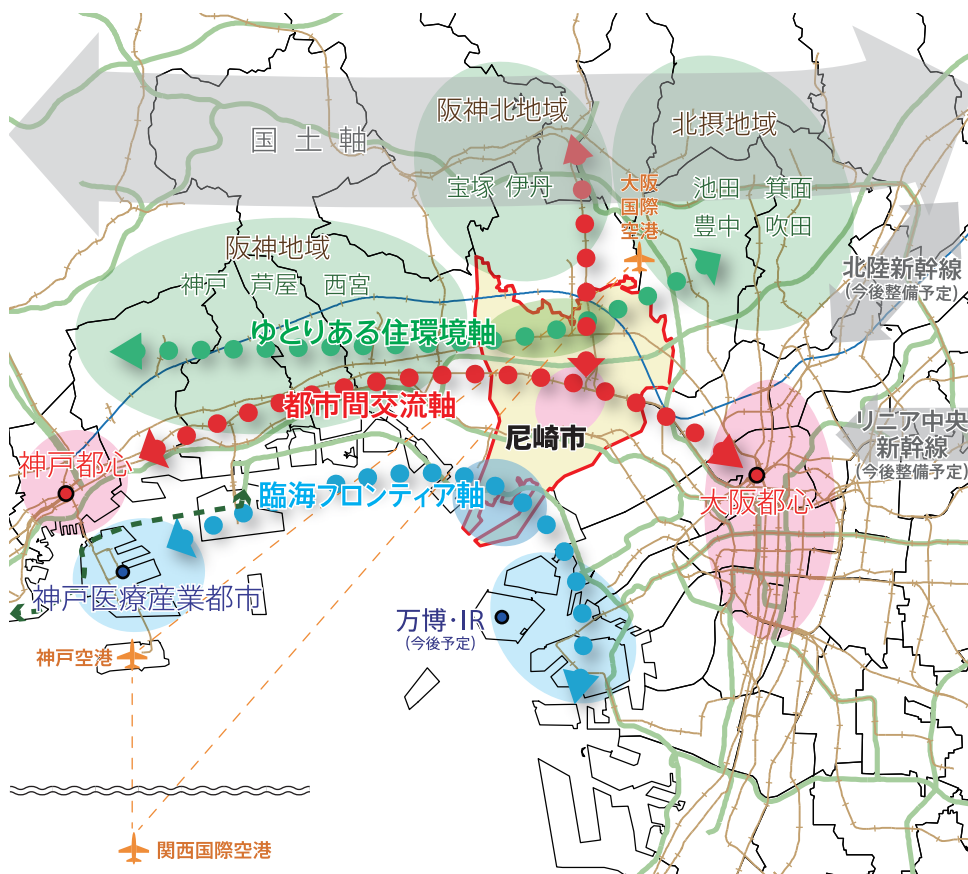 阪神北地域
北摂地域
国土軸
宝塚 伊丹
大阪
国際
空港
池田 箕面
豊中 吹田
阪神地域
神戸 芦屋 西宮
北陸新幹線
(今後整備予定)
ゆとりある住環境軸
都市間交流軸
尼崎市
リニア中央
新幹線
(今後整備予定)
神戸都心
臨海フロンティア軸
大阪都心
神戸医療産業都市
万博・IR
(今後予定)
神戸空港
関西国際空港